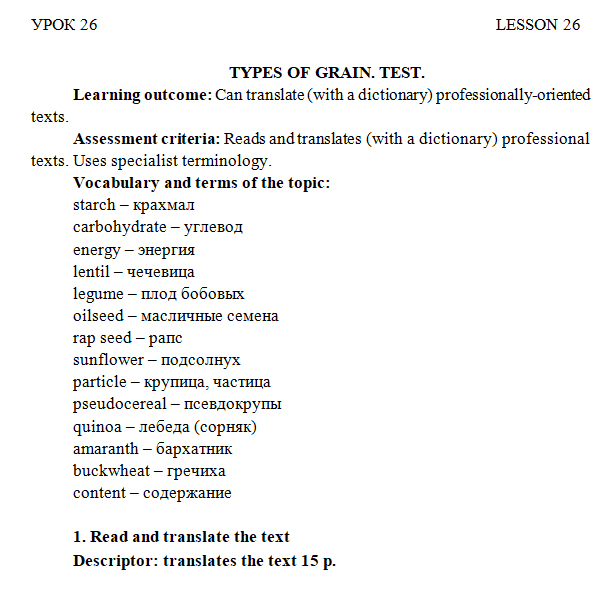 УРОК 26 LESSON 26
TYPES OF GRAIN. TEST.
Learning outcome: Can translate (with a dictionary) professionally-oriented
texts.
Assessment criteria: Reads and translates (with a dictionary) professional
texts. Uses specialist terminology.
Vocabulary and terms of the topic:
starch – крахмал
carbohydrate – углевод
energy – энергия
lentil – чечевица
legume – плод бобовых
oilseed – масличные семена
rap seed – рапс
sunflower – подсолнух
particle – крупица, частица
pseudocereal – псевдокрупы
quinoa – лебеда (сорняк)
amaranth – бархатник
buckwheat – гречиха
content – содержание
1. Read and translate the text
Descriptor: translates the text 15 p.